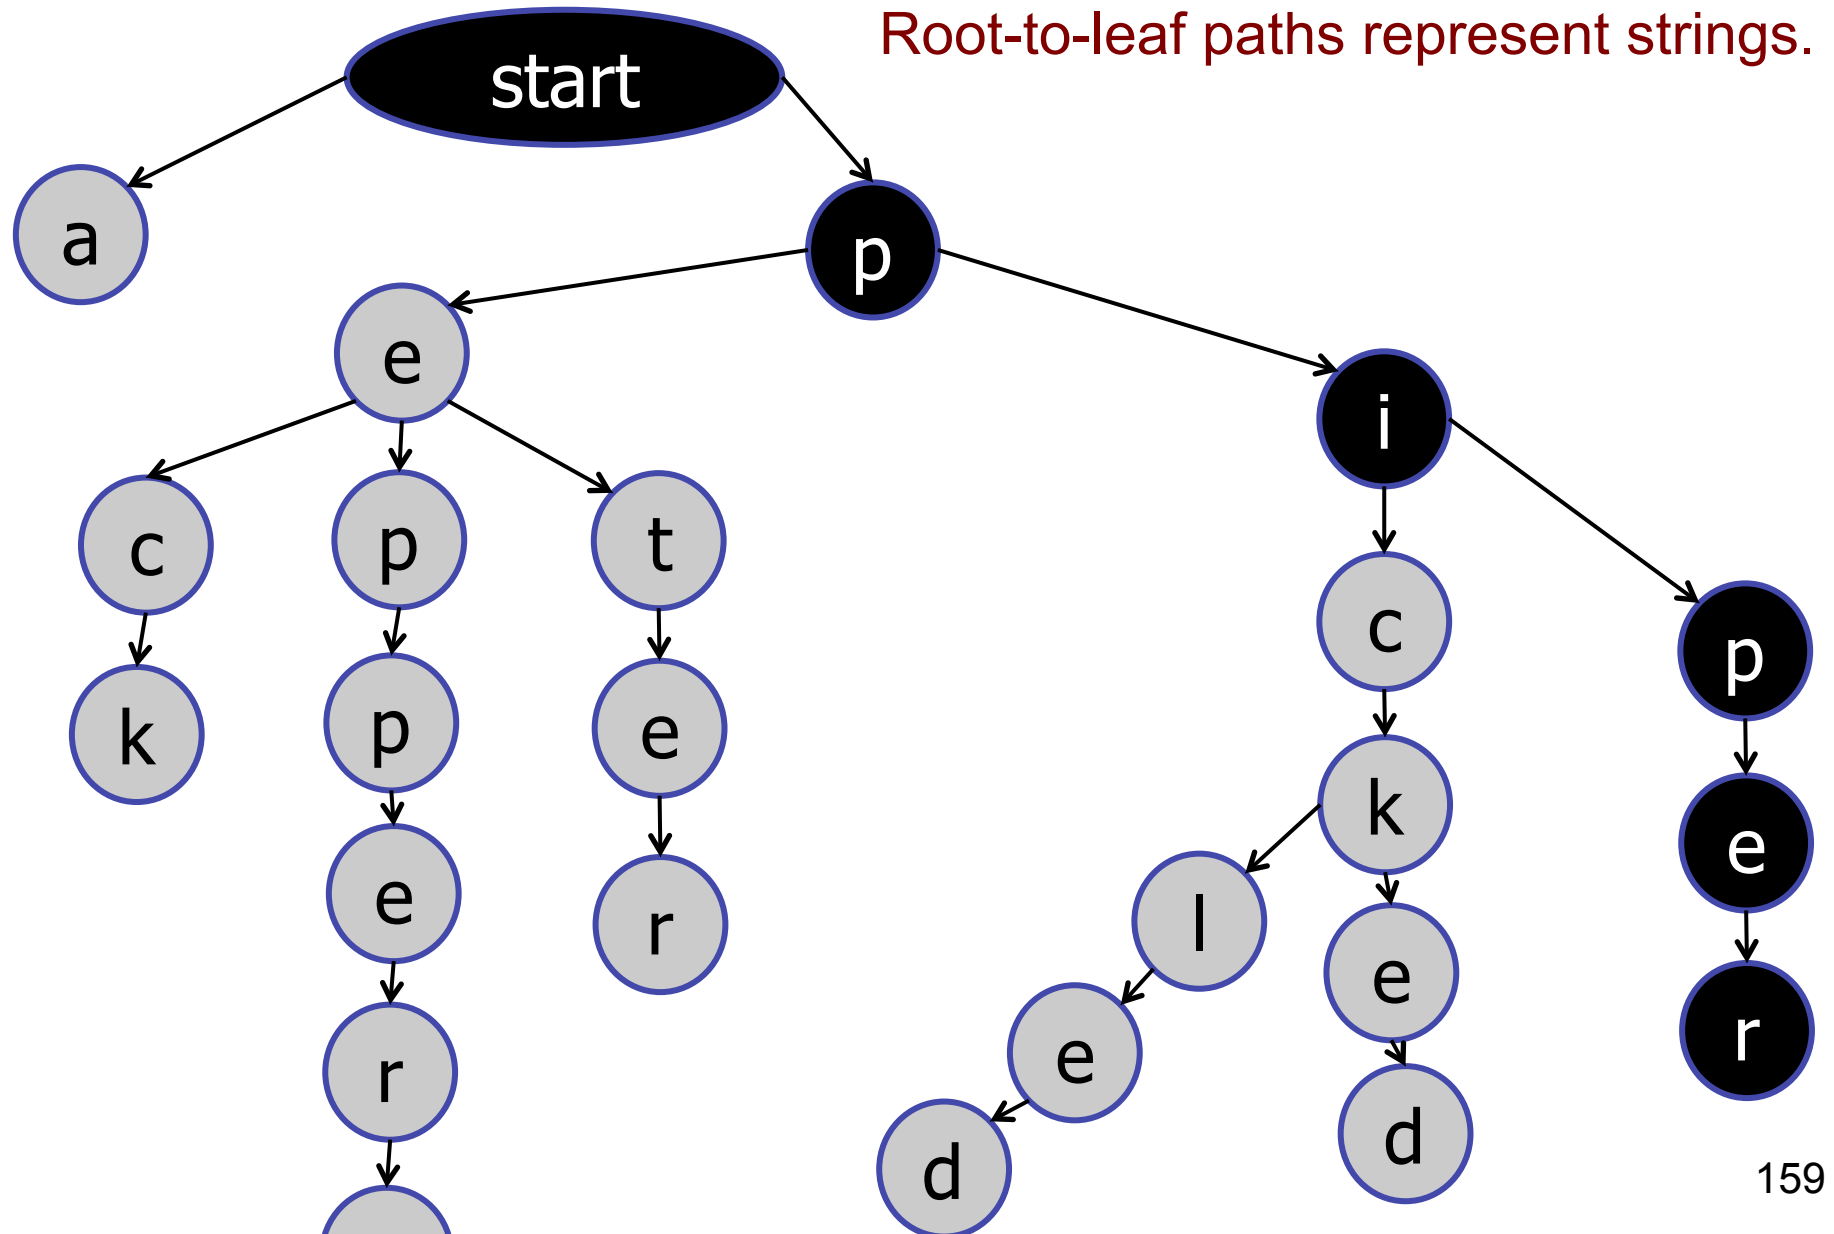 Root-to-leaf paths represent strings.
start
a
p
e
i
c
p
t
c
p
k
p
e
k
e
e
r
l
e
r
r
e
d
d
159